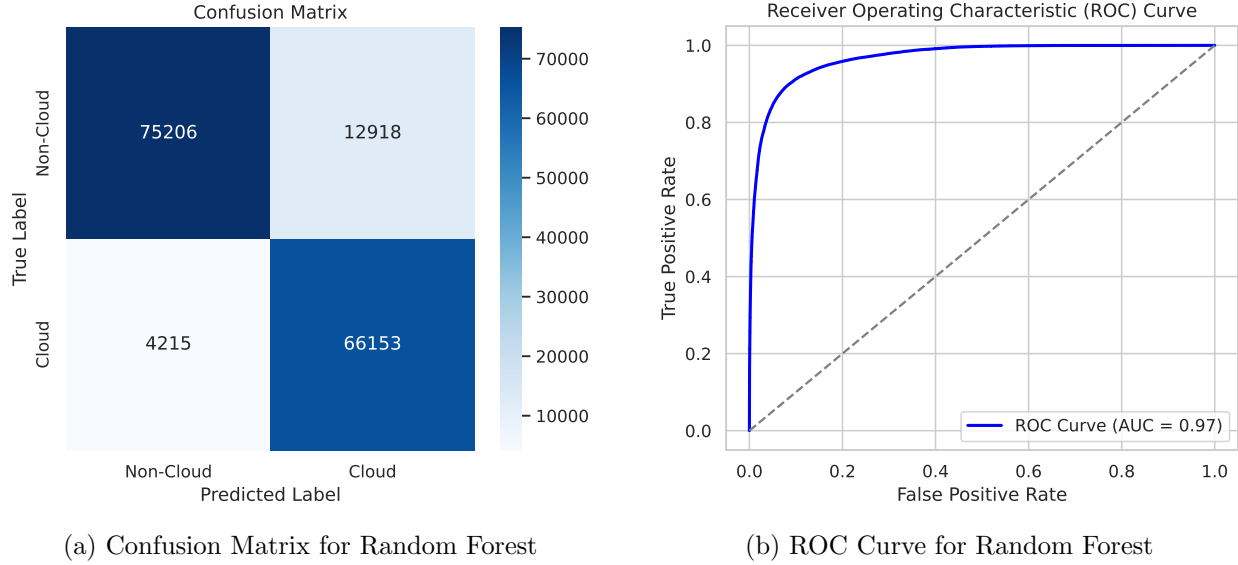 Confusion Matrix
Non-Cloud
Cloud
True Label
75206
12918
4215
66153
Non-Cloud
Cloud
Predicted Label
70000
60000
50000
40000
30000
20000
10000
(a) Confusion Matrix for Random Forest
Receiver Operating Characteristic (ROC) Curve
True Positive Rate
1.0
0.8
0.6
0.4
0.2
0.0
ROC Curve (AUC = 0.97)
0.0 0.2 0.4 0.6 0.8 1.0
False Positive Rate
(b) ROC Curve for Random Forest